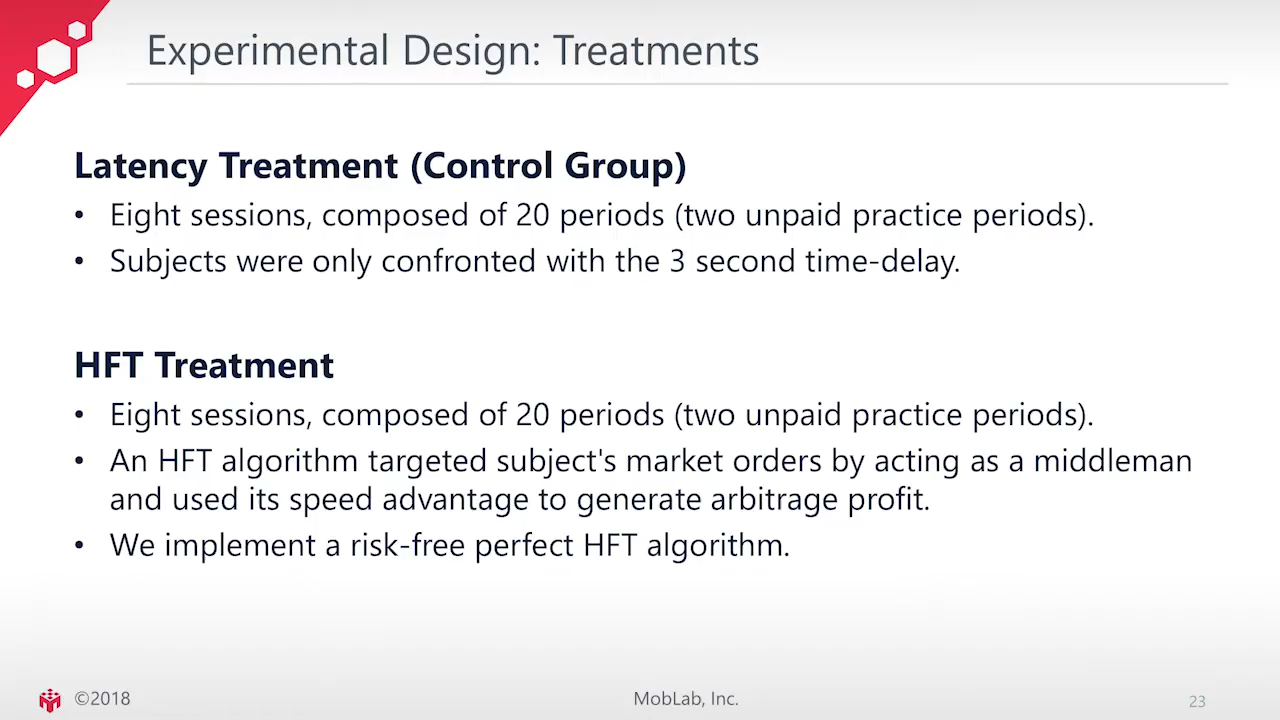 Experimental Design: Treatments
Latency Treatment (Control Group)
• Eight sessions, composed of 20 periods (two unpaid practice periods).
• Subjects were only confronted with the 3 second time-delay.
HFT Treatment
• Eight sessions, composed of 20 periods (two unpaid practice periods).
• An HFT algorithm targeted subject's market orders by acting as a middleman
and used its speed advantage to generate arbitrage profit.
• We implement a risk-free perfect HFT algorithm.
©2018
MobLab, Inc.
23